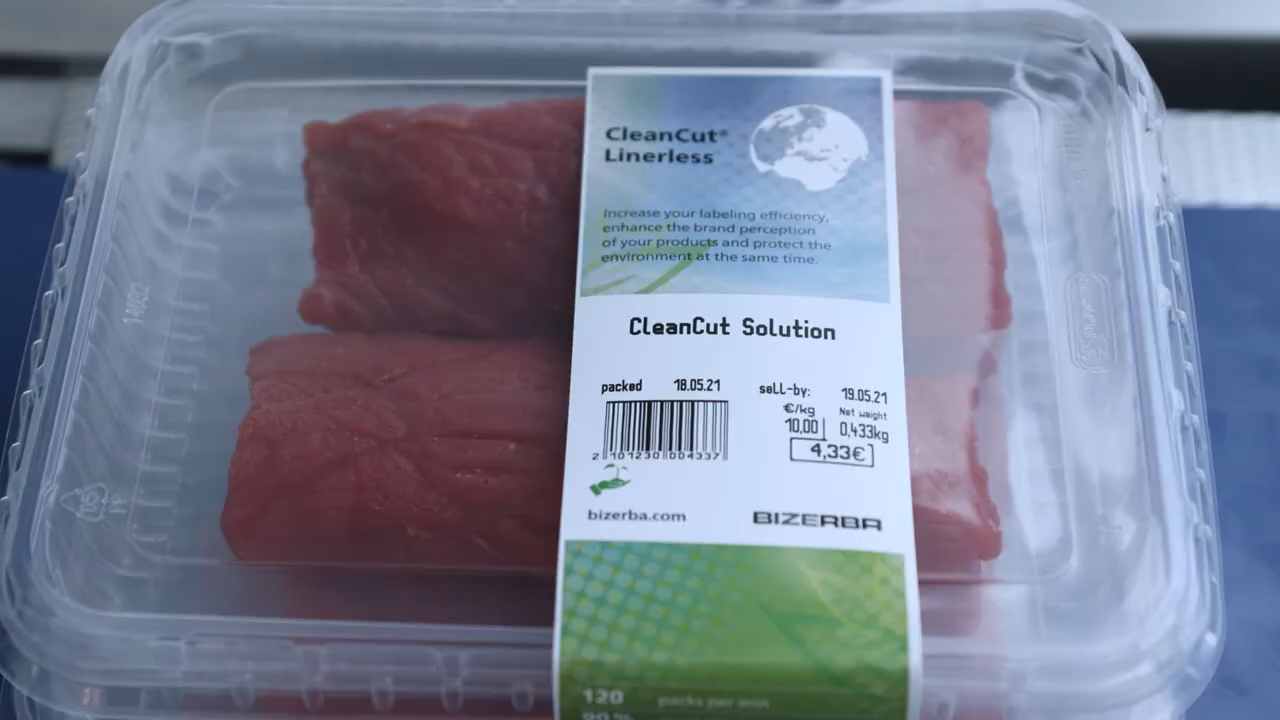 CleanCut®
Linerless
Increase your labeling efficiency,
enhance the brand perception
of your products and protect the
environment at the same time.
CleanCut Solution
packed 18.05.21
sell-by: 19.05.21
€/kg Net weight
10,00 0,433kg
4,33€
2 101230 004337
bizerba.com
BIZERBA
120 packs per min